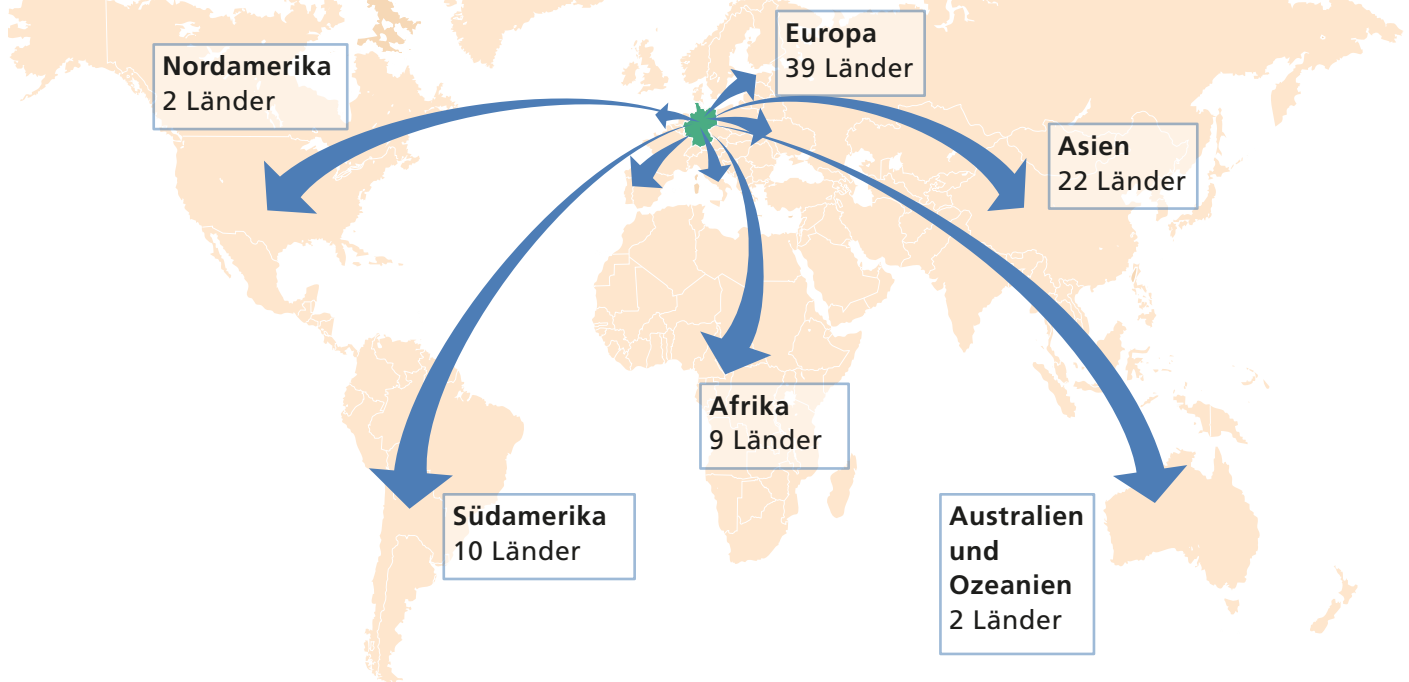 Europa
39 Länder
Nordamerika
2 Länder
Asien
22 Länder
Afrika
9 Länder
Südamerika
10 Länder
Australien
und
Ozeanien
2 Länder